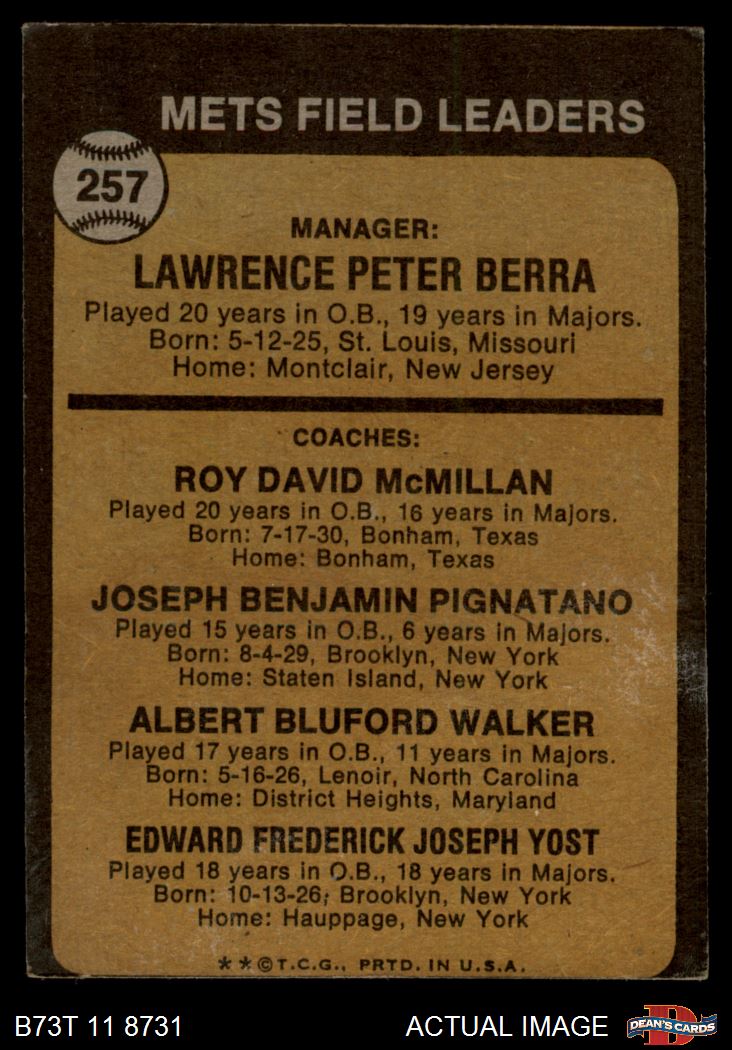 METS FIELD LEADERS
257
MANAGER:
LAWRENCE PETER BERRA
Played 20 years in O.B., 19 years in Majors.
Born: 5-12-25, St. Louis, Missouri
Home: Montclair, New Jersey
COACHES:
ROY DAVID McMILLAN
Played 20 years in O.B., 16 years in Majors.
Born: 7-17-30, Bonham, Texas
Home: Bonham, Texas
JOSEPH BENJAMIN PIGNATANO
Played 15 years in O.B., 6 years in Majors.
Born: 8-4-29, Brooklyn, New York
Home: Staten Island, New York
ALBERT BLUFORD WALKER
Played 17 years in O.B., 11 years in Majors.
Born: 5-16-26, Lenoir, North Carolina
Home: District Heights, Maryland
EDWARD FREDERICK JOSEPH YOST
Played 18 years in O.B., 18 years in Majors.
Born: 10-13-26, Brooklyn, New York
Home: Hauppage, New York
**©T.C.G., PRTD. IN U.S.A.
B73T 11 8731
ACTUAL IMAGE
D
DEAN'S CARDS